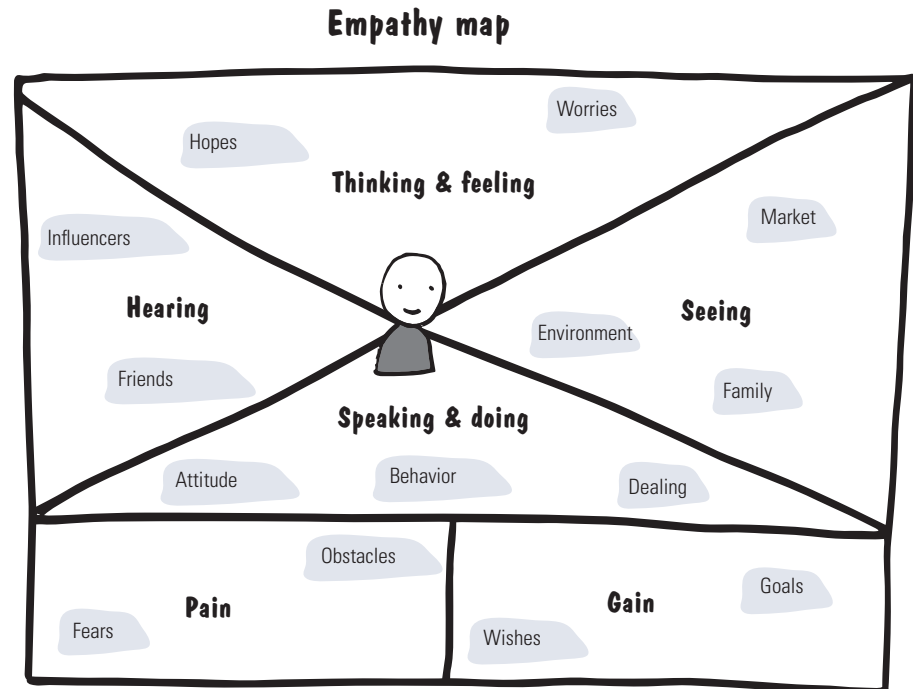 Empathy map
Worries
Hopes
Thinking & feeling
Market
Influencers
Hearing
Seeing
Environment
Friends
Family
Speaking & doing
Attitude
Behavior
Dealing
Obstacles
Pain
Fears
Goals
Gain
Wishes